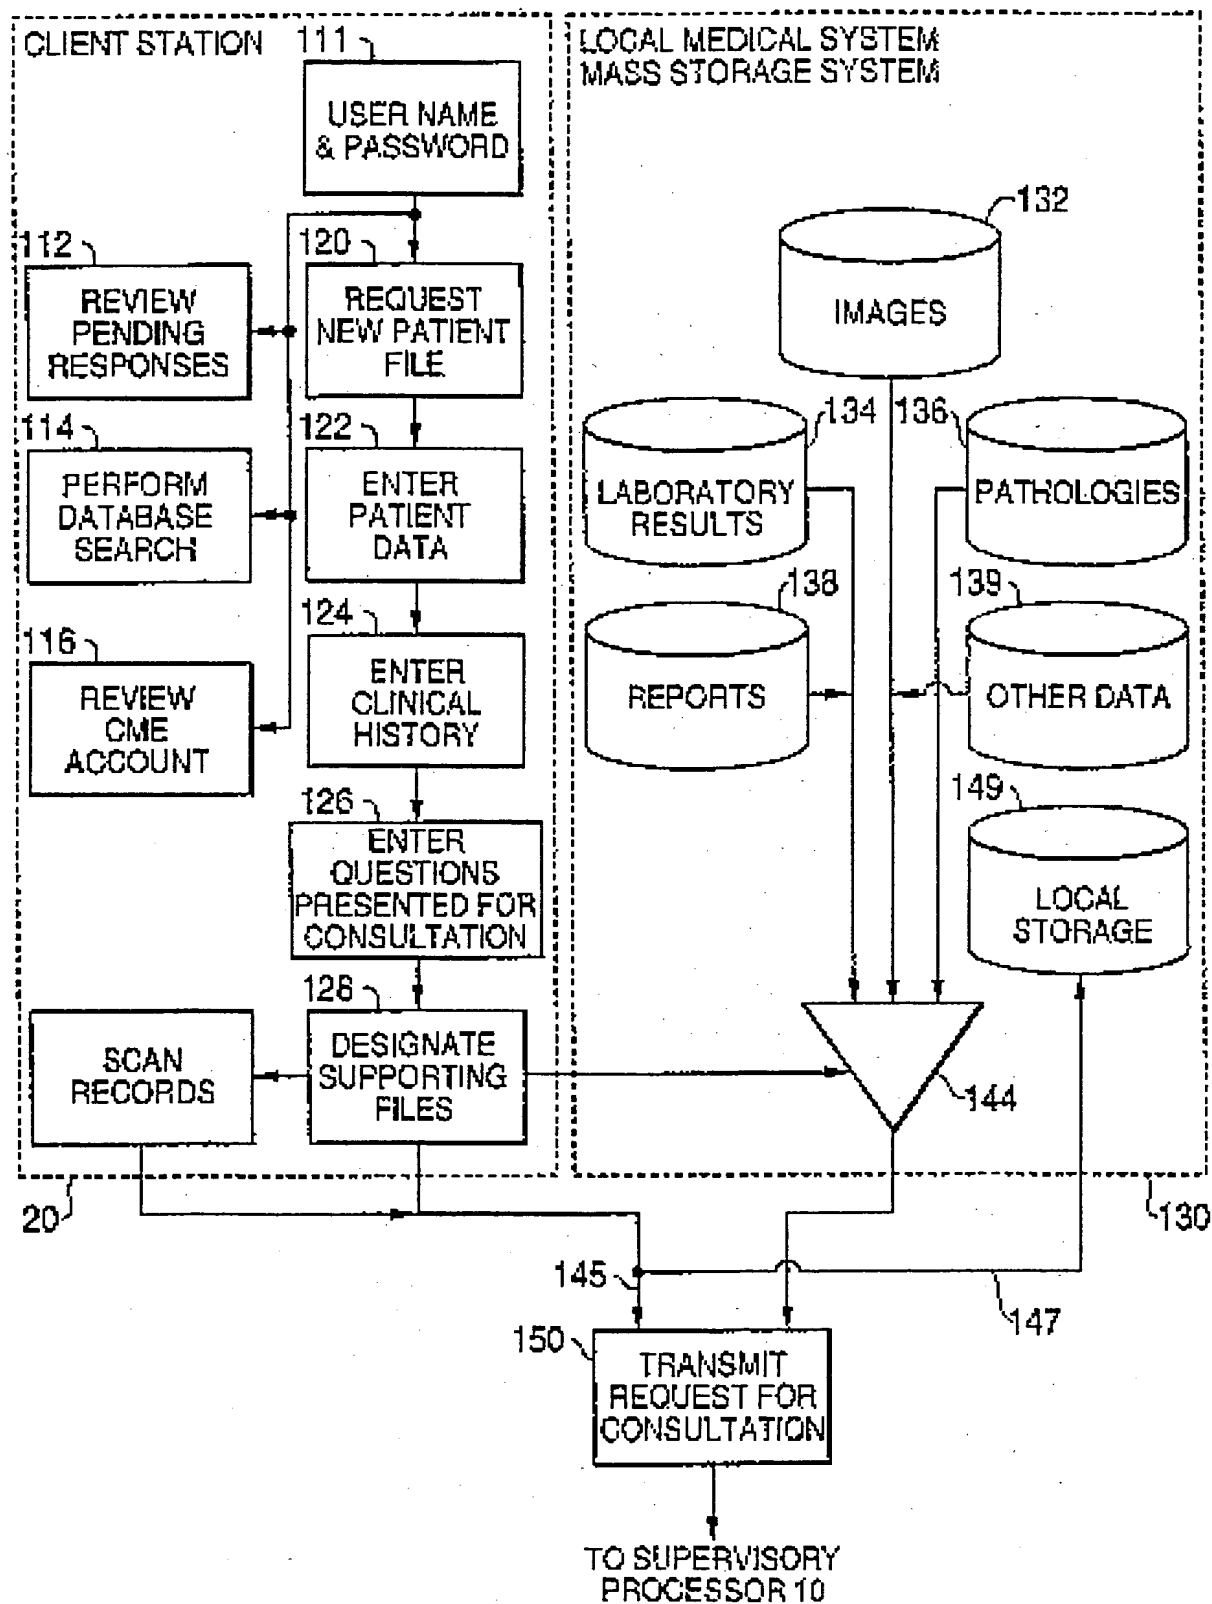 CLIENT STATION
111
USER NAME
& PASSWORD
112
REVIEW
PENDING
RESPONSES
120
REQUEST
NEW PATIENT
FILE
114
PERFORM
DATABASE
SEARCH
122
ENTER
PATIENT
DATA
116
REVIEW
CME
ACCOUNT
124
ENTER
CLINICAL
HISTORY
126
ENTER
QUESTIONS
PRESENTED FOR
CONSULTATION
128
DESIGNATE
SUPPORTING
FILES
SCAN
RECORDS
20
LOCAL MEDICAL SYSTEM
MASS STORAGE SYSTEM
132
IMAGES
134
LABORATORY
RESULTS
136
PATHOLOGIES
138
REPORTS
139
OTHER DATA
149
LOCAL
STORAGE
144
130
145
147
150
TRANSMIT
REQUEST FOR
CONSULTATION
TO SUPERVISORY
PROCESSOR 10